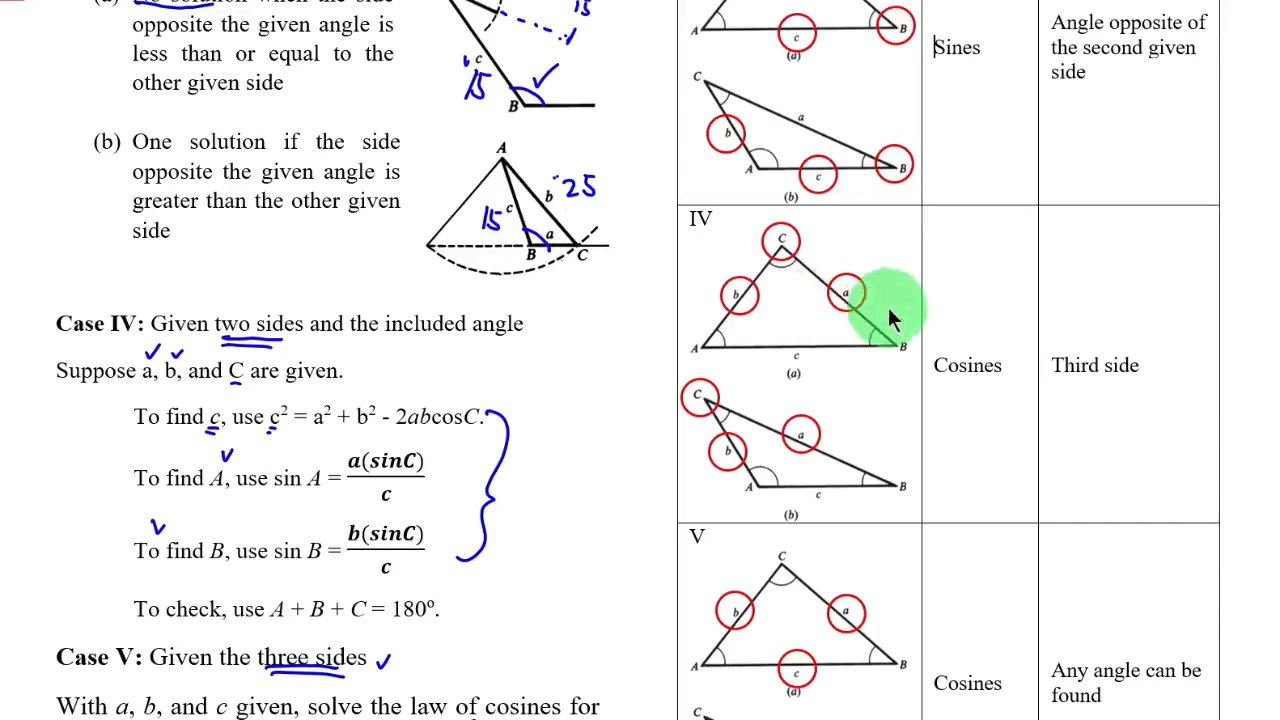 opposite the given angle is
less than or equal to the
other given side
15
c
15
B
(b) One solution if the side
opposite the given angle is
greater than the other given
side
A
b 25
15 c
a
B C
Case IV: Given two sides and the included angle
Suppose a, b, and C are given.
To find c, use c² = a² + b² - 2abcosC.
To find A, use sin A = a(sinC)
c
To find B, use sin B = b(sinC)
c
To check, use A + B + C = 180º.
Case V: Given the three sides
With a, b, and c given, solve the law of cosines for
A c B
(a)
C
a
b
A c B
(b)
Sines
Angle opposite of
the second given
side
IV
C
b a
A B
c
(a)
C
a
b
A c B
(b)
Cosines
Third side
V
C
b a
A c B
(a)
C
Cosines
Any angle can be
found